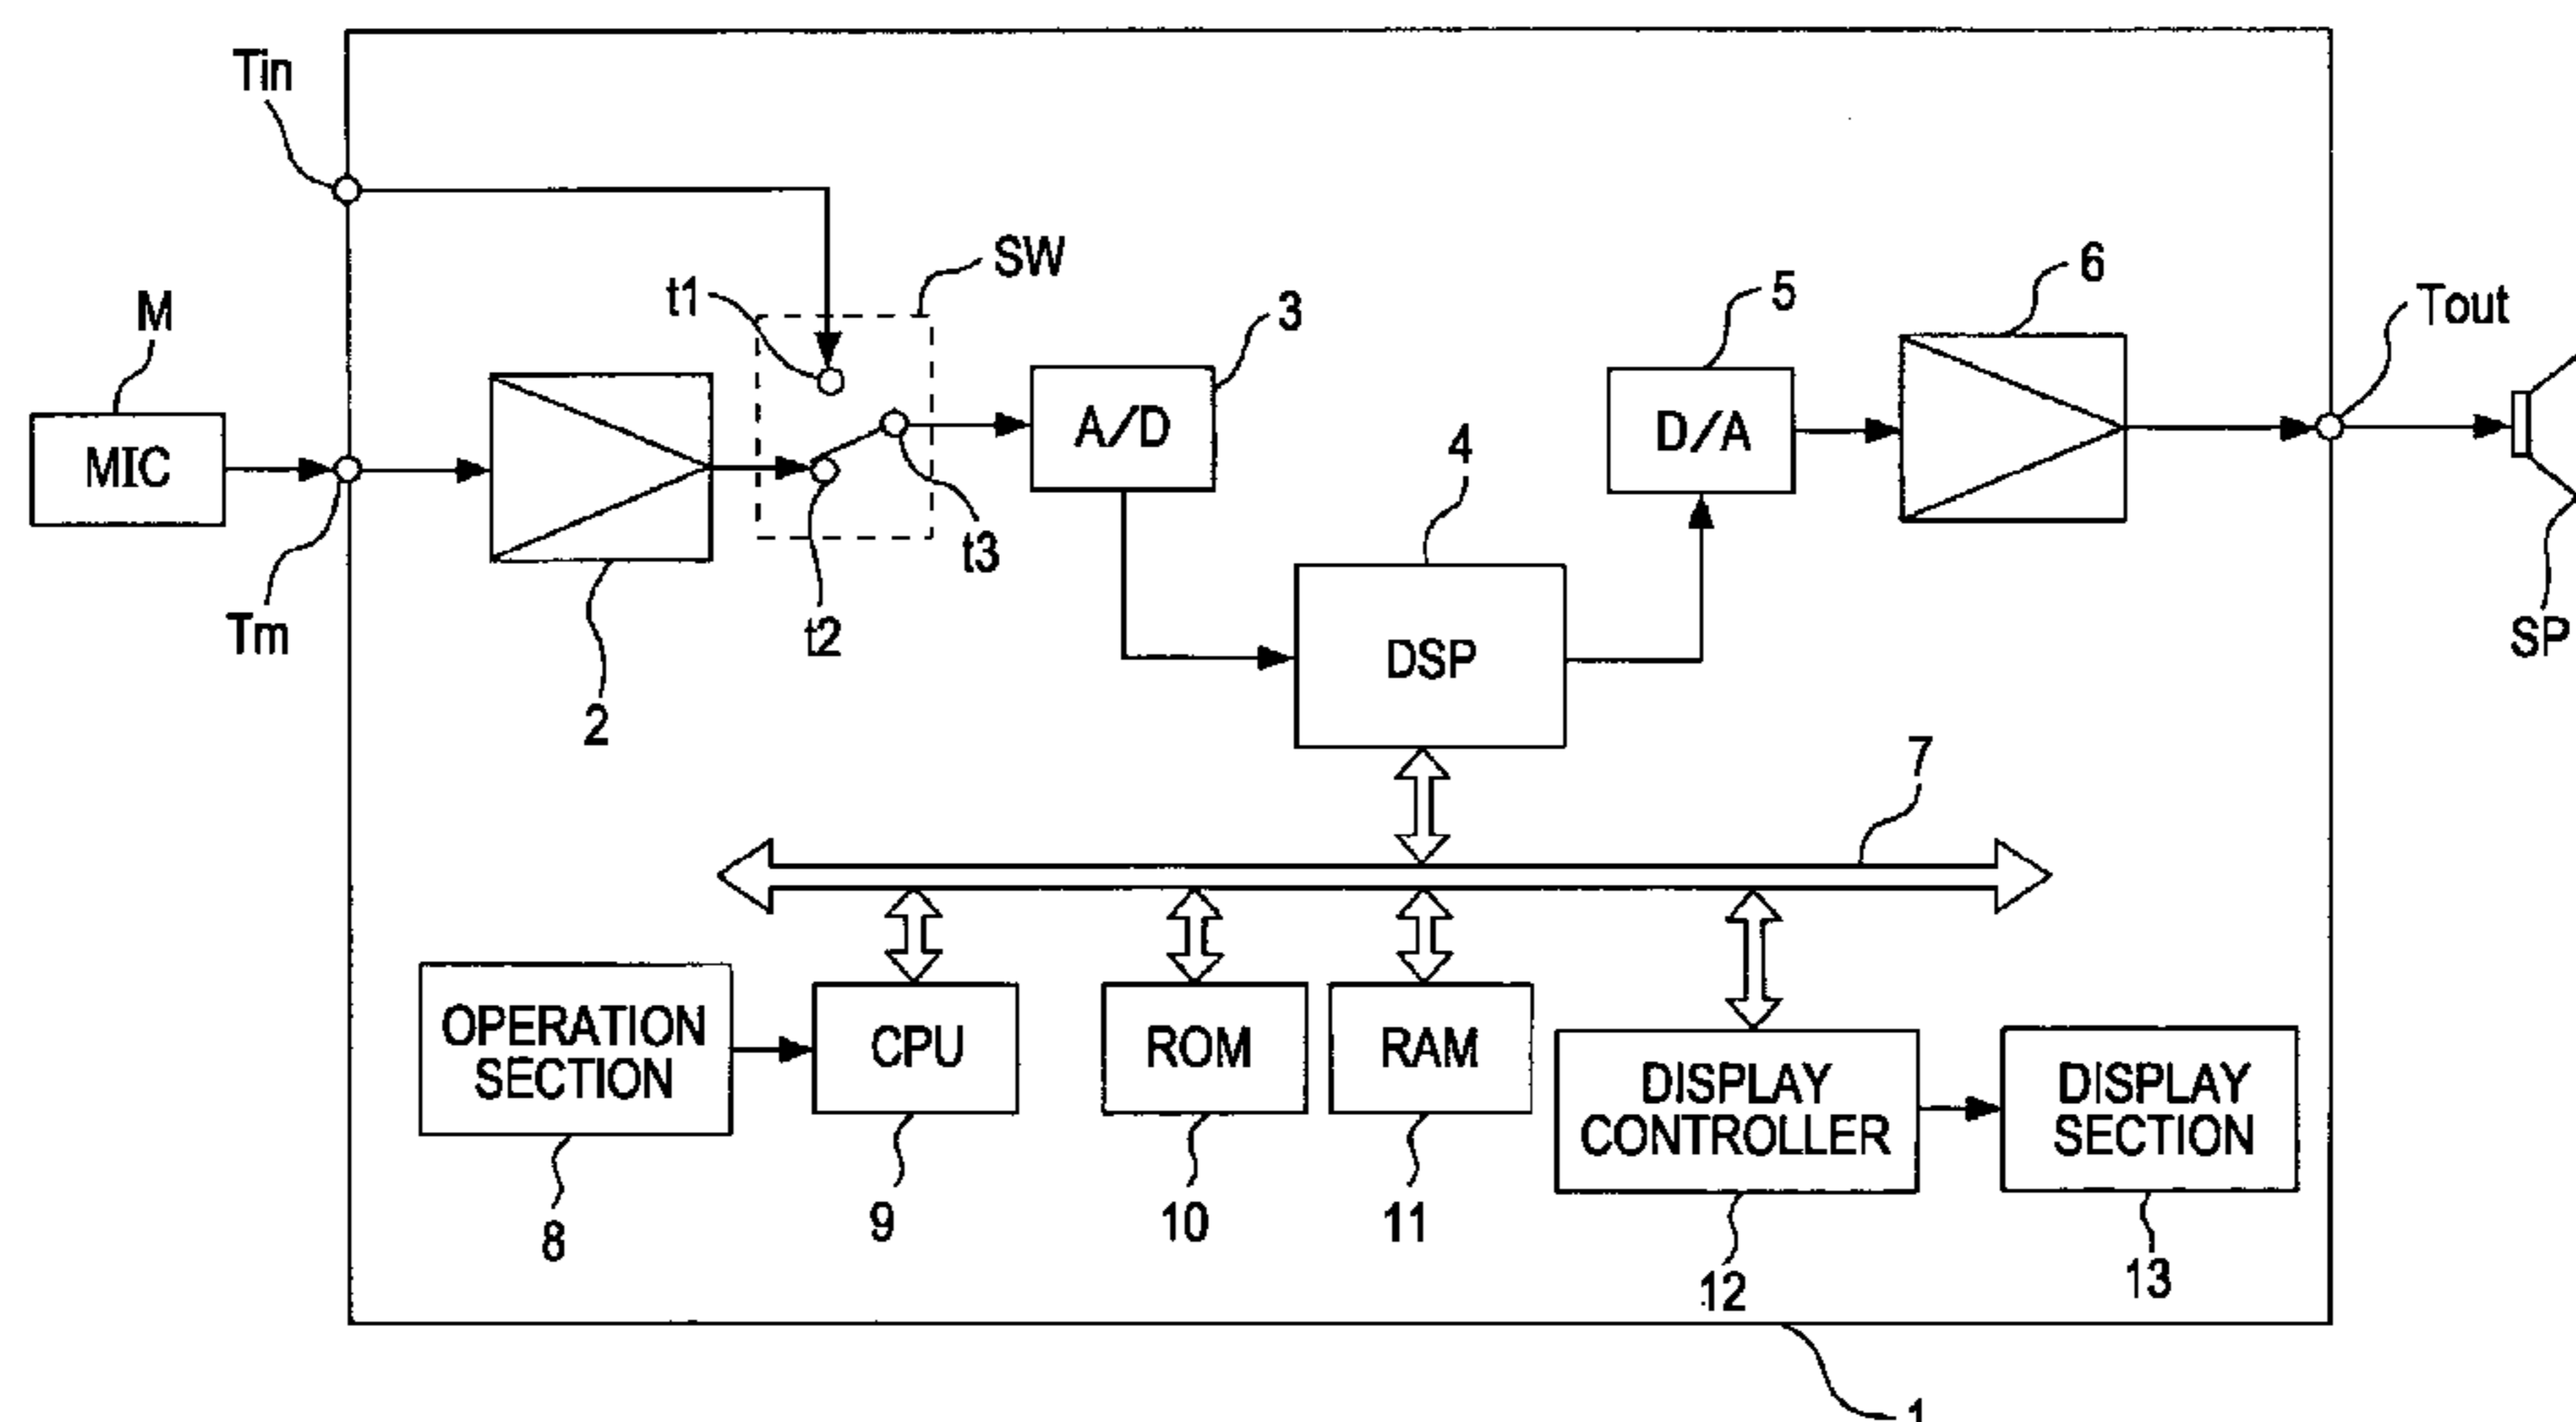 Tin
SW
6
t1
5
Tout
M
3
MIC
A/D
D/A
4
t3
Tm
t2
DSP
SP
2
7
OPERATION
SECTION
CPU
ROM
RAM
DISPLAY
CONTROLLER
DISPLAY
SECTION
8
9
10
11
12
13
1